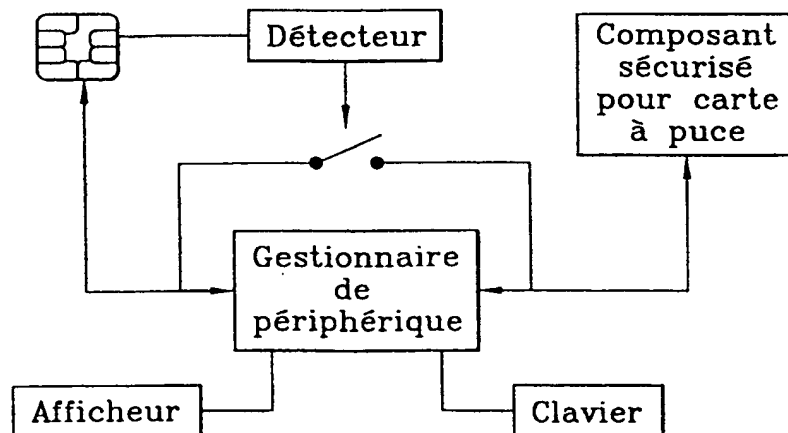 Détecteur
Composant
sécurisé
pour carte
à puce
Gestionnaire
de
périphérique
Afficheur
Clavier